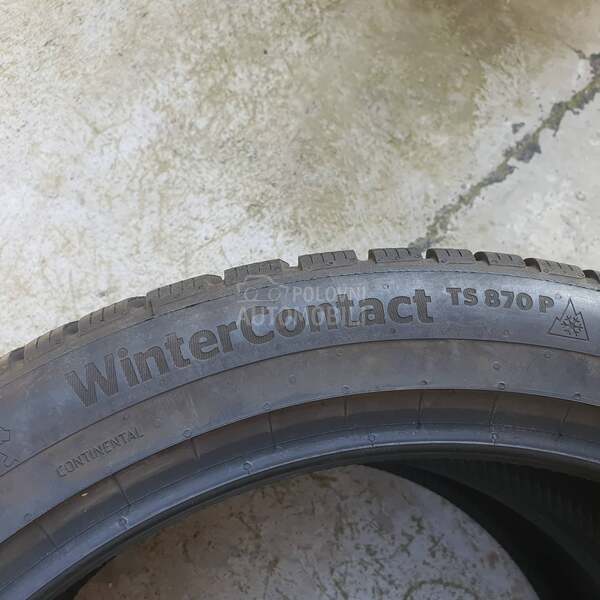 POLOVNI
AUTOMOBILI
WinterContact TS 870 P
CONTINENTAL